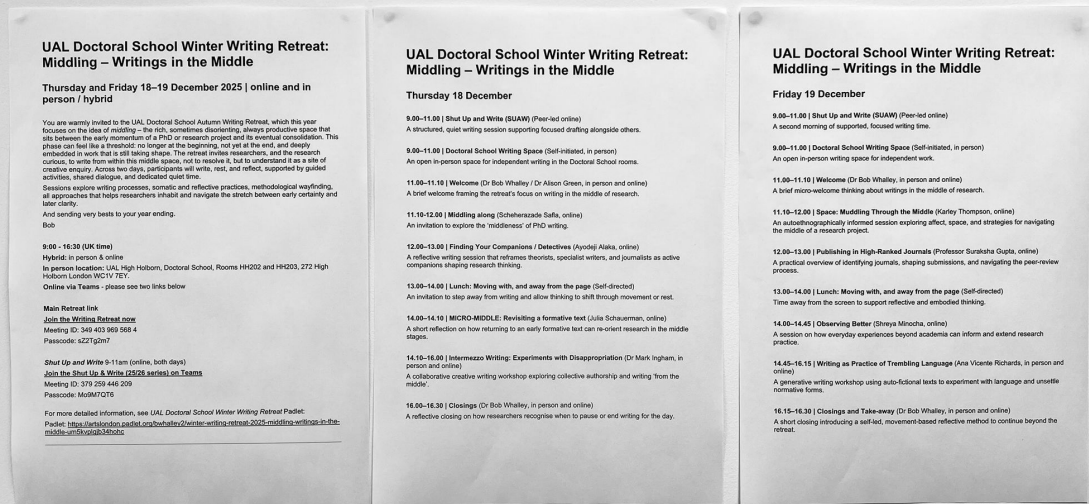 UAL Doctoral School Winter Writing Retreat:
Middling – Writings in the Middle
Thursday and Friday 18–19 December 2025 | online and in
person / hybrid
You are warmly invited to the UAL Doctoral School Autumn Writing Retreat, which this year
focuses on the idea of middling – the rich, sometimes disorienting, always productive space that
sits between the early momentum of a PhD or research project and its eventual consolidation. This
phase can feel like a threshold: no longer at the beginning, not yet at the end, and deeply
embedded in work that is still taking shape. The retreat invites researchers, and the research
curious, to write from within this middle space, not to resolve it, but to understand it as a site of
creative enquiry. Across two days, participants will write, rest, and reflect, supported by guided
activities, shared dialogue, and dedicated quiet time.
Sessions explore writing processes, somatic and reflective practices, methodological wayfinding,
all approaches that helps researchers inhabit and navigate the stretch between early certainty and
later clarity.
And sending very bests to your year ending.
Bob
9:00 - 16:30 (UK time)
Hybrid: in person & online
In person location: UAL High Holborn, Doctoral School, Rooms HH202 and HH203, 272 High
Holborn London WC1V 7EY.
Online via Teams - please see two links below
Main Retreat link
Join the Writing Retreat now
Meeting ID: 349 403 969 568 4
Passcode: sZ2Tg2m7
Shut Up and Write 9-11am (online, both days)
Join the Shut Up & Write (25/26 series) on Teams
Meeting ID: 379 259 446 209
Passcode: Mo9M7QT6
For more detailed information, see UAL Doctoral School Winter Writing Retreat Padlet:
Padlet: https://artslondon.padlet.org/bwhalley2/winter-writing-retreat-2025-middling-writings-in-the-
middle-um5kvplgjb34hohc
UAL Doctoral School Winter Writing Retreat:
Middling – Writings in the Middle
Thursday 18 December
9.00–11.00 | Shut Up and Write (SUAW) (Peer-led online)
A structured, quiet writing session supporting focused drafting alongside others.
9.00–11.00 | Doctoral School Writing Space (Self-initiated, in person)
An open in-person space for independent writing in the Doctoral School rooms.
11.00–11.10 | Welcome (Dr Bob Whalley / Dr Alison Green, in person and online)
A brief welcome framing the retreat's focus on writing in the middle of research.
11.10-12.00 | Middling along (Scheherazade Safla, online)
An invitation to explore the 'middleness' of PhD writing.
12.00–13.00 | Finding Your Companions / Detectives (Ayodeji Alaka, online)
A reflective writing session that reframes theorists, specialist writers, and journalists as active
companions shaping research thinking.
13.00–14.00 | Lunch: Moving with, and away from the page (Self-directed)
An invitation to step away from writing and allow thinking to shift through movement or rest.
14.00–14.10 | MICRO-MIDDLE: Revisiting a formative text (Julia Schauerman, online)
A short reflection on how returning to an early formative text can re-orient research in the middle
stages.
14.10–16.00 | Intermezzo Writing: Experiments with Disappropriation (Dr Mark Ingham, in
person and online)
A collaborative creative writing workshop exploring collective authorship and writing 'from the
middle'.
16.00–16.30 | Closings (Dr Bob Whalley, in person and online)
A reflective closing on how researchers recognise when to pause or end writing for the day.
UAL Doctoral School Winter Writing Retreat:
Middling – Writings in the Middle
Friday 19 December
9.00–11.00 | Shut Up and Write (SUAW) (Peer-led online)
A second morning of supported, focused writing time.
9.00–11.00 | Doctoral School Writing Space (Self-initiated, in person)
An open in-person writing space for independent work.
11.00–11.10 | Welcome (Dr Bob Whalley, in person and online)
A brief micro-welcome thinking about writings in the middle of research.
11.10–12.00 | Space: Muddling Through the Middle (Karley Thompson, online)
An autoethnographically informed session exploring affect, space, and strategies for navigating
the middle of a research project.
12.00–13.00 | Publishing in High-Ranked Journals (Professor Suraksha Gupta, online)
A practical overview of identifying journals, shaping submissions, and navigating the peer-review
process.
13.00–14.00 | Lunch: Moving with, and away from the page (Self-directed)
Time away from the screen to support reflective and embodied thinking.
14.00–14.45 | Observing Better (Shreya Minocha, online)
A session on how everyday experiences beyond academia can inform and extend research
practice.
14.45–16.15 | Writing as Practice of Trembling Language (Ana Vicente Richards, in person and
online)
A generative writing workshop using auto-fictional texts to experiment with language and unsettle
normative forms.
16.15–16.30 | Closings and Take-away (Dr Bob Whalley, in person and online)
A short closing introducing a self-led, movement-based reflective method to continue beyond the
retreat.